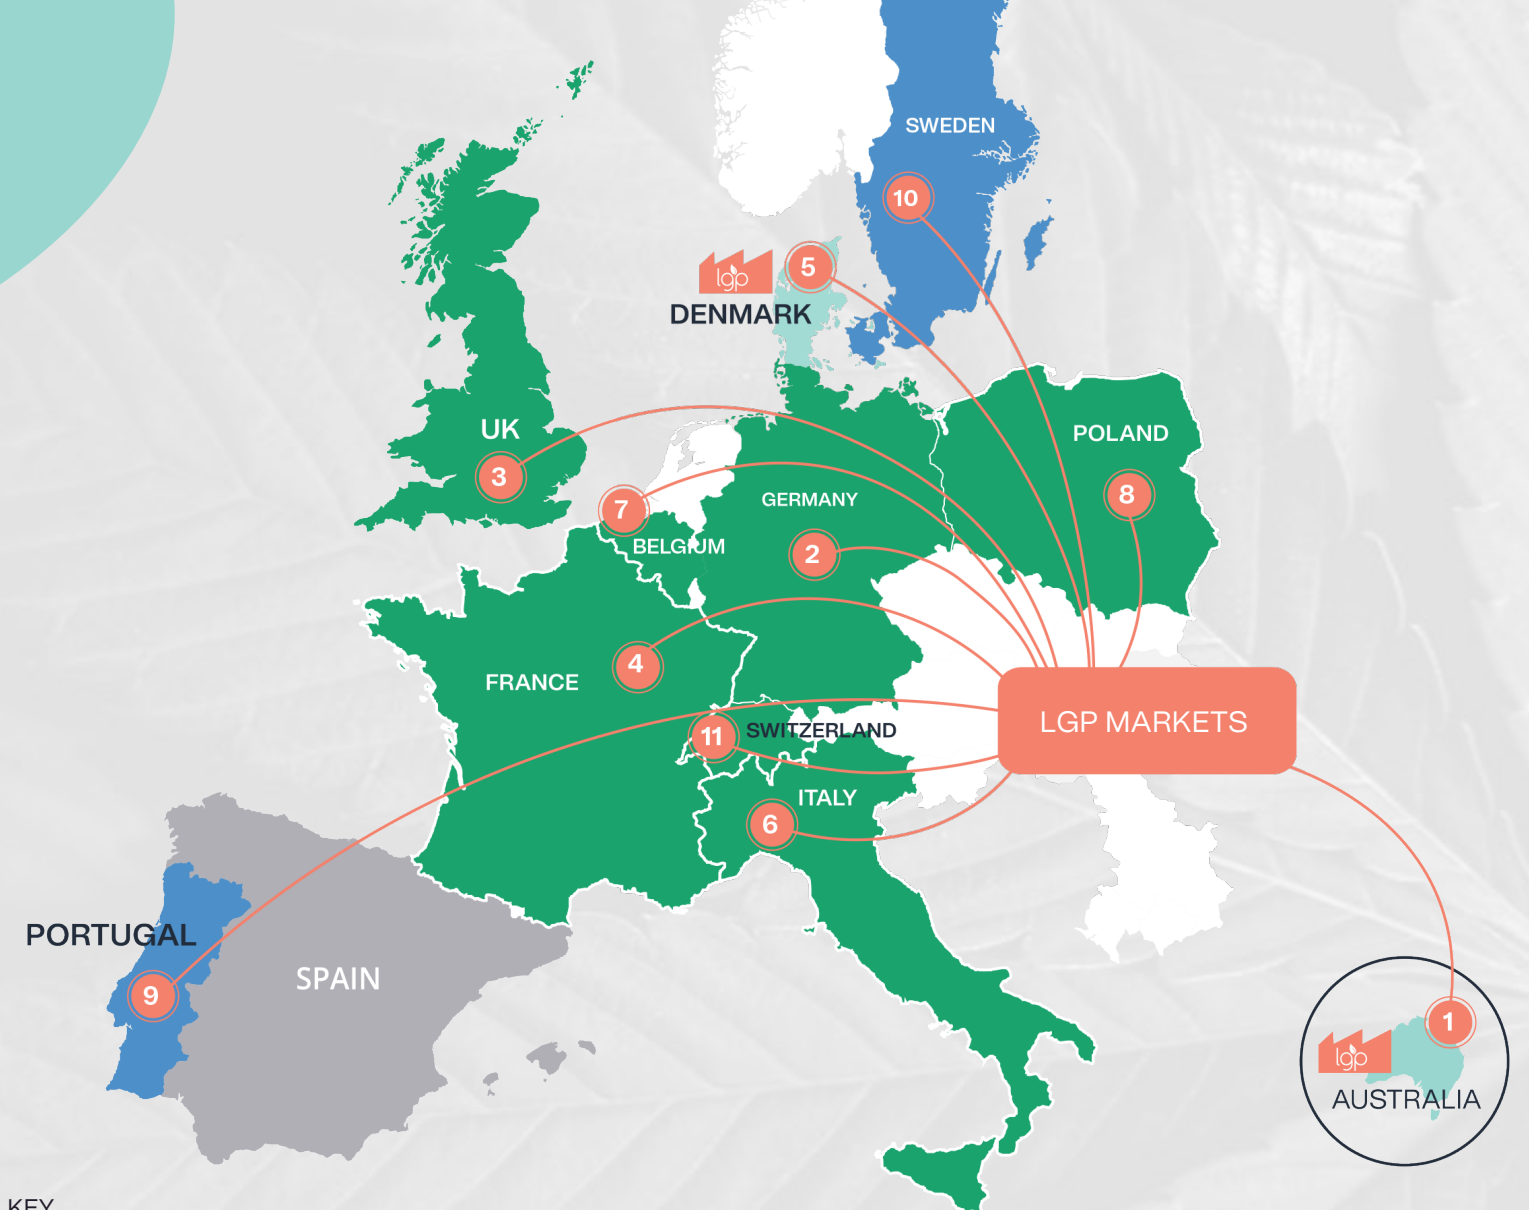 SWEDEN
10
lgp
5
DENMARK
UK
3
POLAND
8
7
GERMANY
BELGIUM
2
4
FRANCE
11
SWITZERLAND
LGP MARKETS
ITALY
6
PORTUGAL
SPAIN
9
1
lgp
AUSTRALIA
KEY